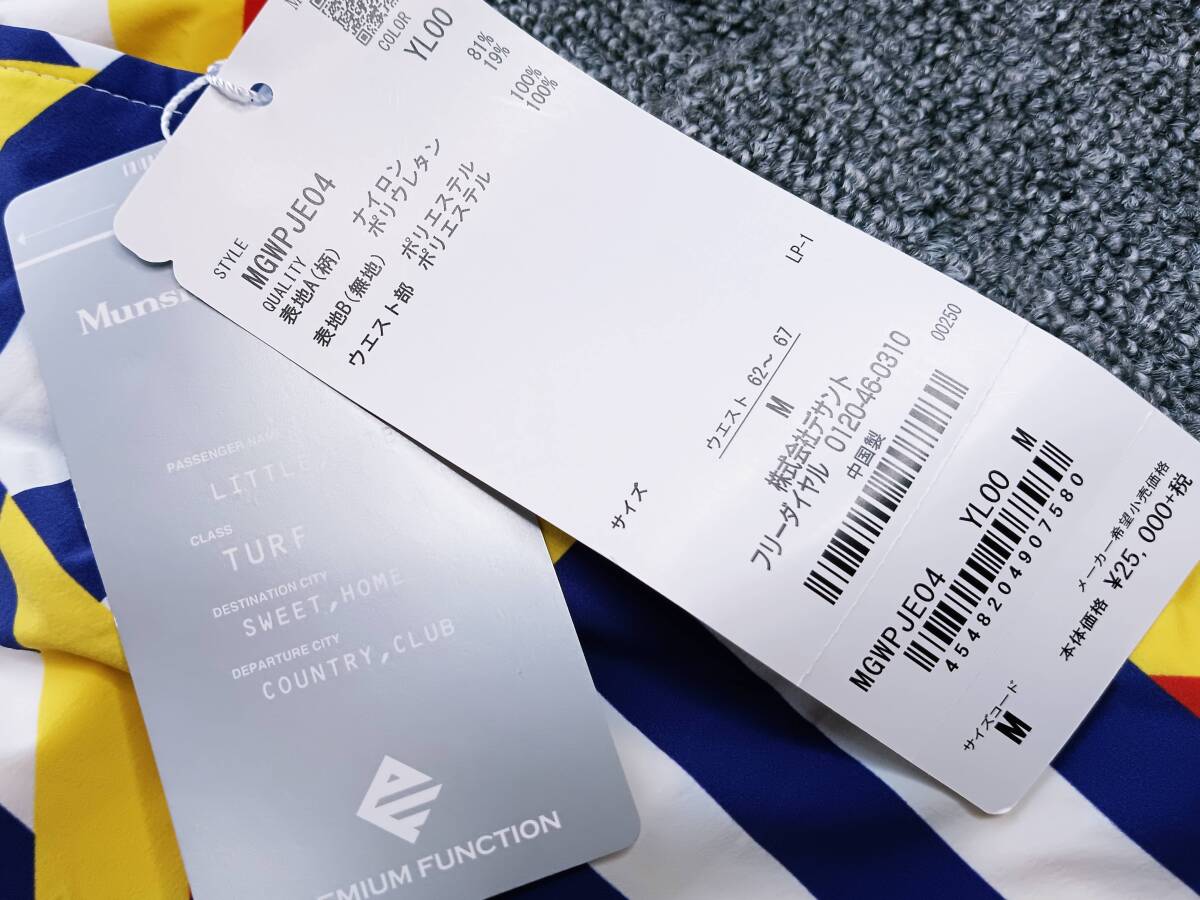 COLOR
YL00
STYLE
MGWPJE04
QUALITY
表地A(柄) ナイロン 81%
ポリウレタン 19%
表地B(無地) ポリエステル 100%
ウエスト部 ポリエステル 100%
LP-1
サイズ
ウエスト 62～ 67
M
株式会社デサント
フリーダイヤル 0120-46-0310
中国製
00250
MGWPJE04 YL00 M
4548204907580
メーカー希望小売価格
本体価格 ¥25,000+税
サイズコード
M
PASSENGER NAME
LITTLE
CLASS
TURF
DESTINATION CITY
SWEET,HOME
DEPARTURE CITY
COUNTRY,CLUB
FUNCTION